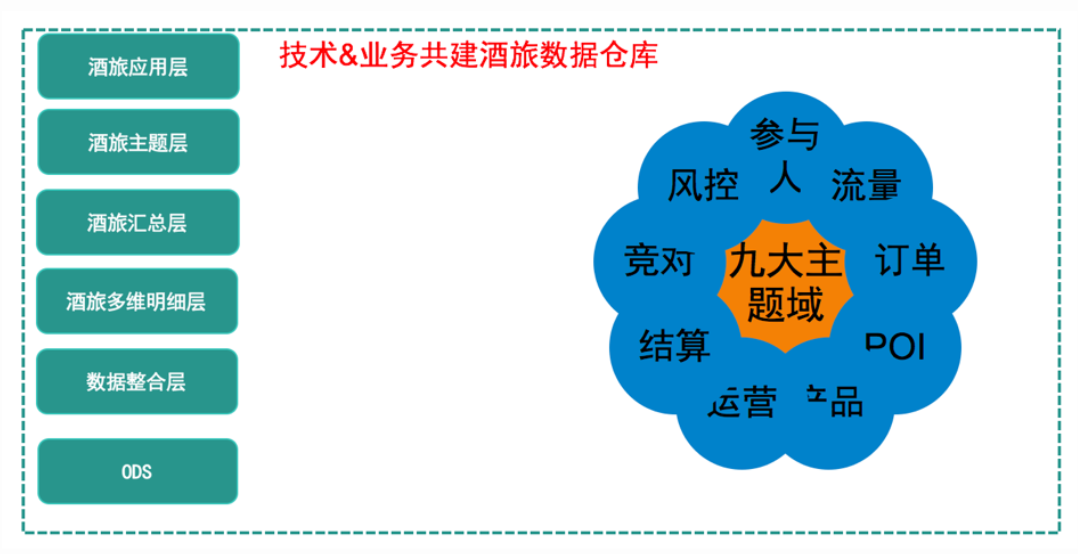 技术&业务共建酒旅数据仓库
酒旅应用层
酒旅主题层
酒旅汇总层
酒旅多维明细层
数据整合层
ODS
参与
人
风控
流量
竞对
九大主
题域
订单
结算
POI
运营
产品